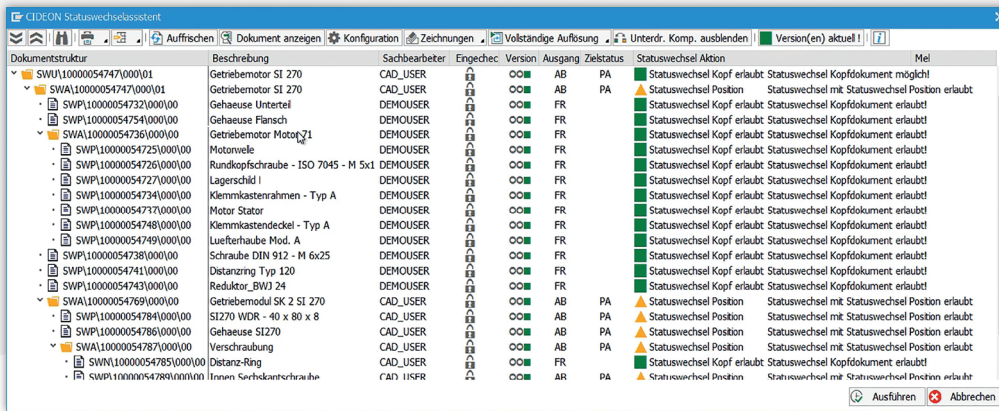 CIDEON Statuswechselassistent
Auffrischen Dokument anzeigen Konfiguration Zeichnungen Vollständige Auflösung Unterdr. Komp. ausblenden Version(en) aktuell !
Dokumentstruktur Beschreibung Sachbearbeiter Eingechec Version Ausgang Zielstatus Statuswechsel Aktion Mel
SWU\10000054747\000\01 Getriebemotor SI 270 CAD_USER AB PA Statuswechsel Kopf erlaubt Statuswechsel Kopfdokument möglich!
SWA\10000054747\000\01 Getriebemotor SI 270 CAD_USER AB PA Statuswechsel Position Statuswechsel mit Statuswechsel Position erlaubt
SWP\10000054732\000\00 Gehaeuse Unterteil DEMOUSER FR Statuswechsel Kopf erlaubt Statuswechsel Kopfdokument erlaubt!
SWP\10000054754\000\00 Gehaeuse Flansch DEMOUSER FR Statuswechsel Kopf erlaubt Statuswechsel Kopfdokument erlaubt!
SWA\10000054736\000\00 Getriebemotor Motor 71 DEMOUSER FR Statuswechsel Kopf erlaubt Statuswechsel Kopfdokument erlaubt!
SWP\10000054725\000\00 Motorwelle DEMOUSER FR Statuswechsel Kopf erlaubt Statuswechsel Kopfdokument erlaubt!
SWP\10000054726\000\00 Rundkopfschraube - ISO 7045 - M 5x1 DEMOUSER FR Statuswechsel Kopf erlaubt Statuswechsel Kopfdokument erlaubt!
SWP\10000054727\000\00 Lagerschild I DEMOUSER FR Statuswechsel Kopf erlaubt Statuswechsel Kopfdokument erlaubt!
SWP\10000054734\000\00 Klemmkastenrahmen - Typ A DEMOUSER FR Statuswechsel Kopf erlaubt Statuswechsel Kopfdokument erlaubt!
SWP\10000054737\000\00 Motor Stator DEMOUSER FR Statuswechsel Kopf erlaubt Statuswechsel Kopfdokument erlaubt!
SWP\10000054748\000\00 Klemmkastendeckel - Typ A DEMOUSER FR Statuswechsel Kopf erlaubt Statuswechsel Kopfdokument erlaubt!
SWP\10000054749\000\00 Luefterhaube Mod. A DEMOUSER FR Statuswechsel Kopf erlaubt Statuswechsel Kopfdokument erlaubt!
SWP\10000054738\000\00 Schraube DIN 912 - M 6x25 DEMOUSER FR Statuswechsel Kopf erlaubt Statuswechsel Kopfdokument erlaubt!
SWP\10000054741\000\00 Distanzring Typ 120 DEMOUSER FR Statuswechsel Kopf erlaubt Statuswechsel Kopfdokument erlaubt!
SWP\10000054743\000\00 Reduktor_BWJ 24 DEMOUSER FR Statuswechsel Kopf erlaubt Statuswechsel Kopfdokument erlaubt!
SWA\10000054769\000\00 Getriebemodul SK 2 SI 270 CAD_USER AB PA Statuswechsel Position Statuswechsel mit Statuswechsel Position erlaubt
SWP\10000054784\000\00 SI270 WDR - 40 x 80 x 8 CAD_USER AB PA Statuswechsel Position Statuswechsel mit Statuswechsel Position erlaubt
SWP\10000054786\000\00 Gehaeuse SI270 CAD_USER AB PA Statuswechsel Position Statuswechsel mit Statuswechsel Position erlaubt
SWA\10000054787\000\00 Verschraubung CAD_USER AB PA Statuswechsel Position Statuswechsel mit Statuswechsel Position erlaubt
SWN\10000054785\000\00 Distanz-Ring CAD_USER FR Statuswechsel Kopf erlaubt Statuswechsel Kopfdokument erlaubt!
SWP\10000054789\000\00 Innen Sechskantschraube CAD_USER AB PA Statuswechsel Position Statuswechsel mit Statuswechsel Position erlaubt
Ausführen Abbrechen